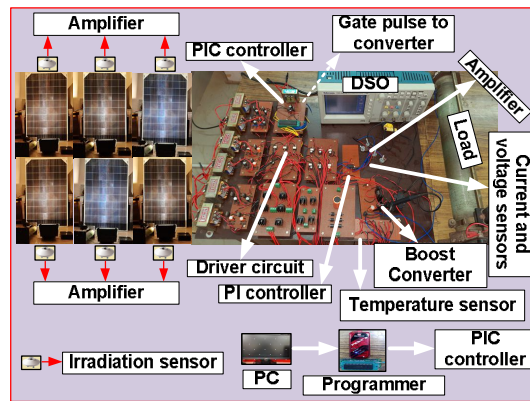 Amplifier
PIC controller
Gate pulse to
converter
DSO
Amplifier
Load
Current and
voltage sensors
Driver circuit
PI controller
Boost
Converter
Amplifier
Temperature sensor
Irradiation sensor
PC
Programmer
PIC
controller